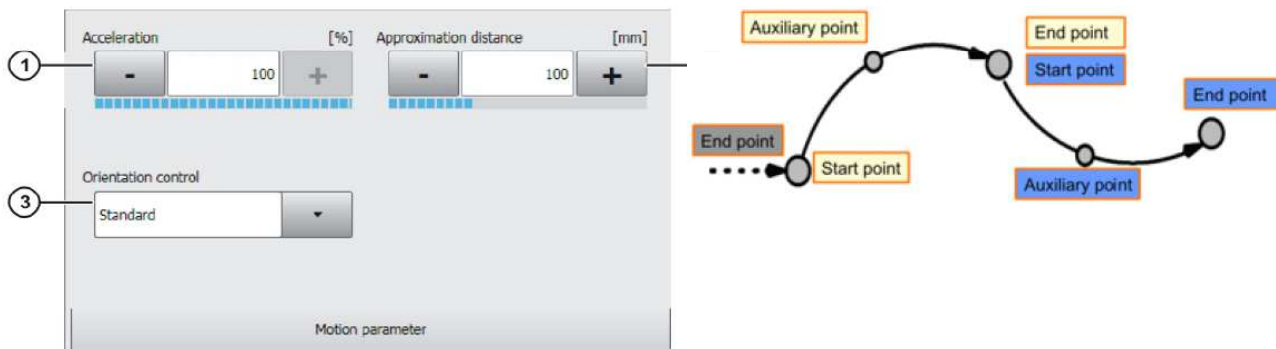 Acceleration [%] Approximation distance [mm]
1 - 100 + - 100 +
Orientation control
3 Standard
Motion parameter
Auxiliary point
End point
Start point
End point
End point
Start point
Auxiliary point